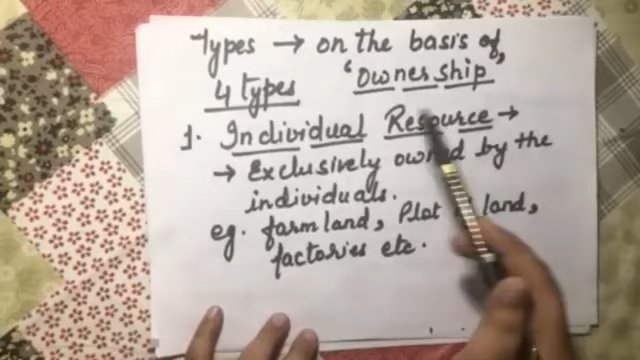 Types → on the basis of
4 types 'Ownership'
1. Individual Resource →
→ Exclusively owned by the
individuals.
eg. farm land, Plot land,
factories etc.